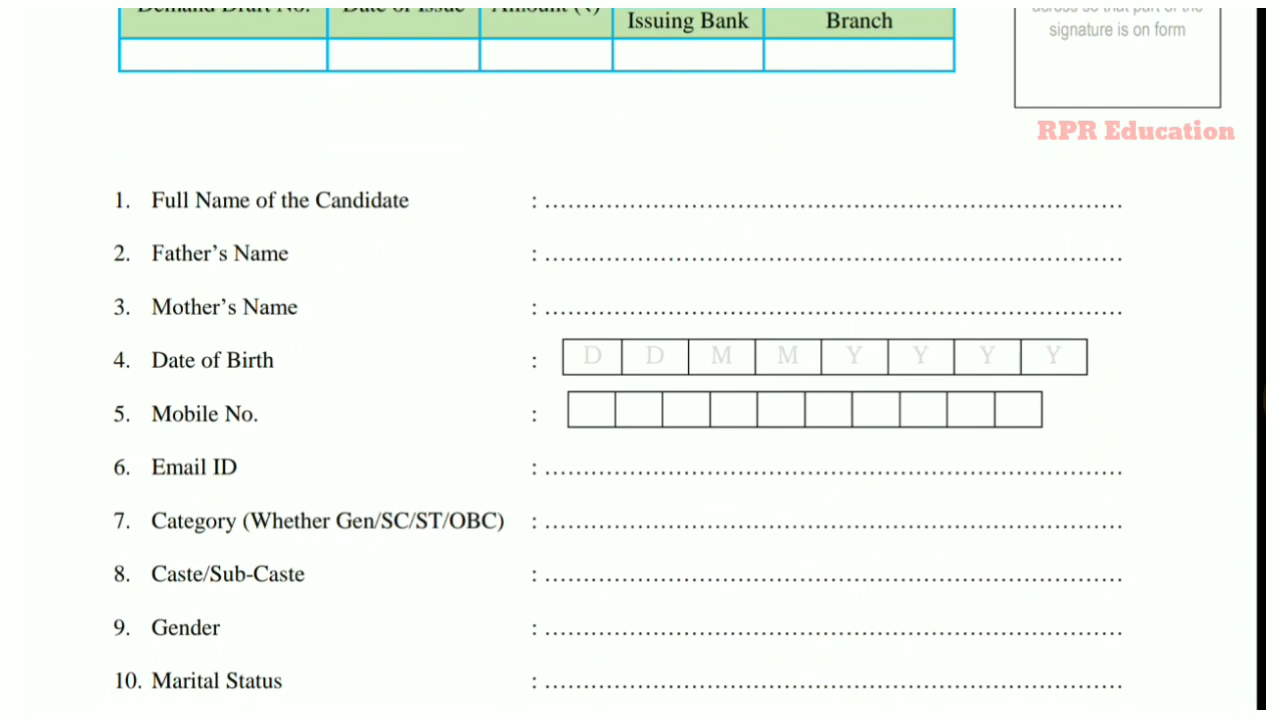 Demand Draft No. Date of Issue Amount (₹) Issuing Bank Branch
across so that part of the
signature is on form
RPR Education
1. Full Name of the Candidate : ........................................................................
2. Father’s Name : ........................................................................
3. Mother’s Name : ........................................................................
4. Date of Birth : D D M M Y Y Y Y
5. Mobile No. :
6. Email ID : ........................................................................
7. Category (Whether Gen/SC/ST/OBC) : ........................................................................
8. Caste/Sub-Caste : ........................................................................
9. Gender : ........................................................................
10. Marital Status : ........................................................................